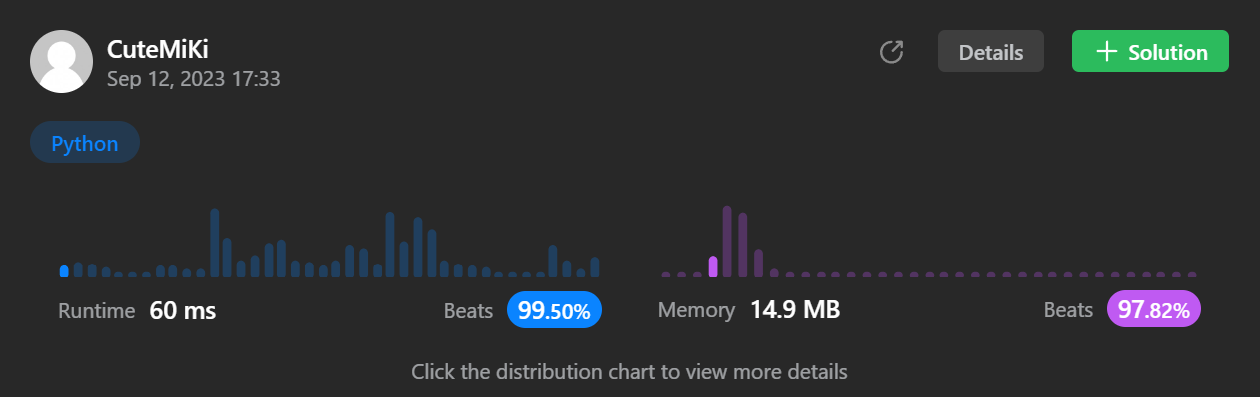 CuteMiKi
Sep 12, 2023 17:33
Details
Solution
Python
Runtime 60 ms
Beats 99.50%
Memory 14.9 MB
Beats 97.82%
Click the distribution chart to view more details